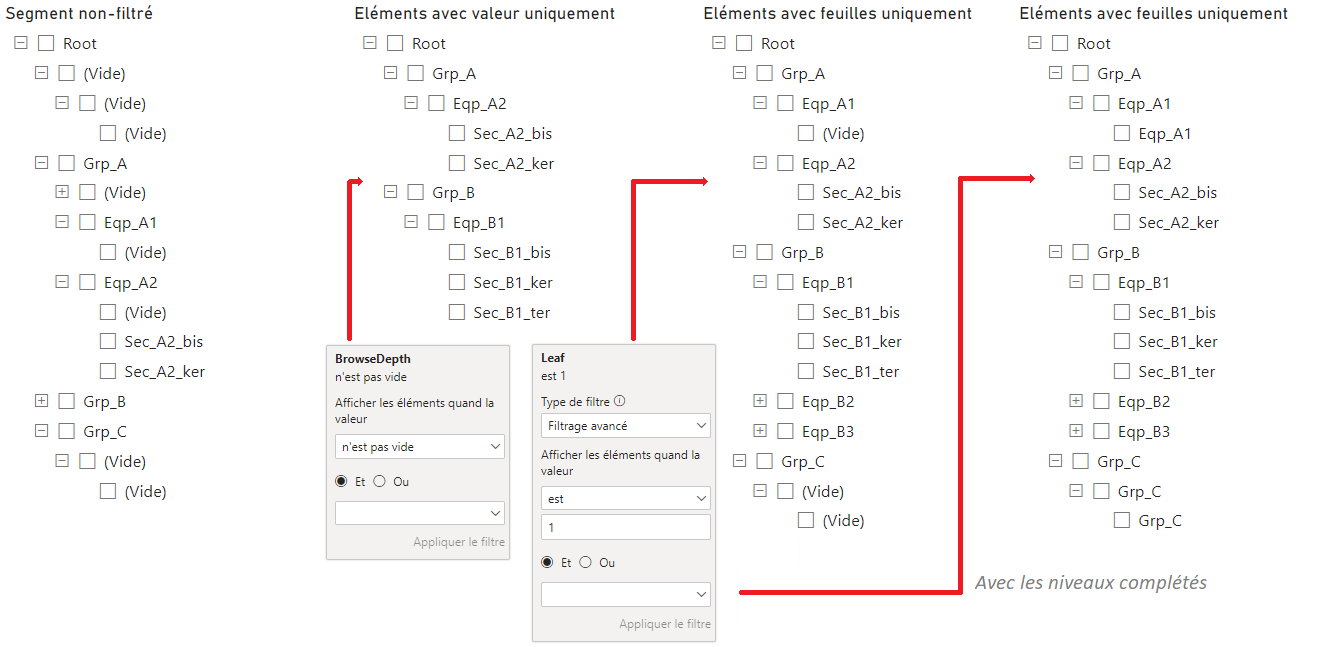 Segment non-filtré
Root
(Vide)
(Vide)
(Vide)
Grp_A
(Vide)
Eqp_A1
(Vide)
Eqp_A2
(Vide)
Sec_A2_bis
Sec_A2_ker
Grp_B
Grp_C
(Vide)
(Vide)
Eléments avec valeur uniquement
Root
Grp_A
Eqp_A2
Sec_A2_bis
Sec_A2_ker
Grp_B
Eqp_B1
Sec_B1_bis
Sec_B1_ker
Sec_B1_ter
BrowseDepth
n'est pas vide
Afficher les éléments quand la
valeur
n'est pas vide
Et
Ou
Appliquer le filtre
Leaf
est 1
Type de filtre
Filtrage avancé
Afficher les éléments quand la
valeur
est
1
Et
Ou
Appliquer le filtre
Eléments avec feuilles uniquement
Root
Grp_A
Eqp_A1
(Vide)
Eqp_A2
Sec_A2_bis
Sec_A2_ker
Grp_B
Eqp_B1
Sec_B1_bis
Sec_B1_ker
Sec_B1_ter
Eqp_B2
Eqp_B3
Grp_C
(Vide)
(Vide)
Eléments avec feuilles uniquement
Root
Grp_A
Eqp_A1
Eqp_A1
Eqp_A2
Sec_A2_bis
Sec_A2_ker
Grp_B
Eqp_B1
Sec_B1_bis
Sec_B1_ker
Sec_B1_ter
Eqp_B2
Eqp_B3
Grp_C
Grp_C
Grp_C
Avec les niveaux complétés